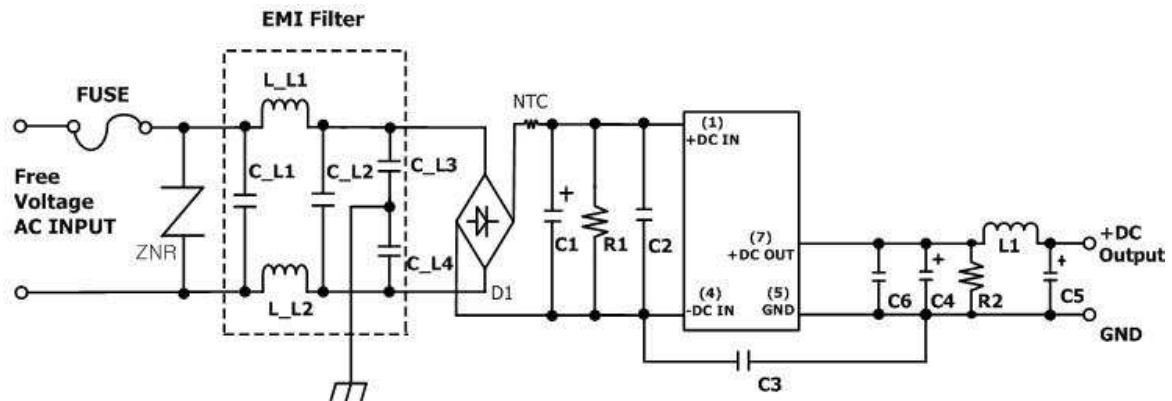 EMI Filter
FUSE
L_L1
NTC
(1)
+DC IN
C_L1
C_L2
C_L3
Free
Voltage
AC INPUT
ZNR
C_L4
L_L2
D1
C1
+
R1
C2
(7)
+DC OUT
(4)
-DC IN
(5)
GND
C6
+
C4
R2
L1
+
C5
+DC
Output
GND
C3